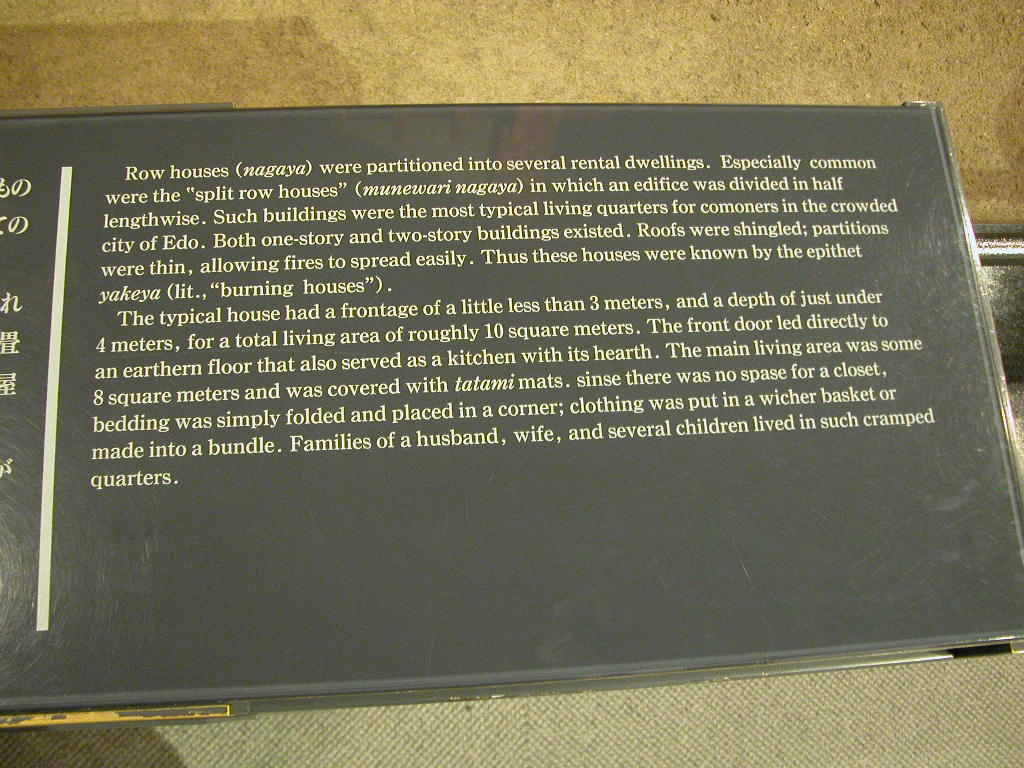 もの
ての
れ
畳
屋
が
Row houses (nagaya) were partitioned into several rental dwellings. Especially common
were the "split row houses" (munewari nagaya) in which an edifice was divided in half
lengthwise. Such buildings were the most typical living quarters for comoners in the crowded
city of Edo. Both one-story and two-story buildings existed. Roofs were shingled; partitions
were thin, allowing fires to spread easily. Thus these houses were known by the epithet
yakeya (lit., "burning houses").
The typical house had a frontage of a little less than 3 meters, and a depth of just under
4 meters, for a total living area of roughly 10 square meters. The front door led directly to
an earthern floor that also served as a kitchen with its hearth. The main living area was some
8 square meters and was covered with tatami mats. sinse there was no spase for a closet,
bedding was simply folded and placed in a corner; clothing was put in a wicher basket or
made into a bundle. Families of a husband, wife, and several children lived in such cramped
quarters.